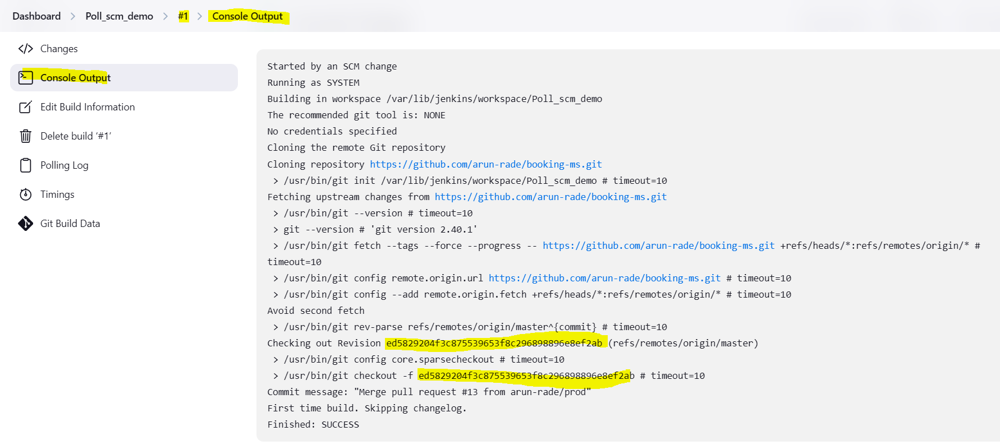 Dashboard > Poll_scm_demo > #1 > Console Output
Changes
Console Output
Edit Build Information
Delete build ‘#1’
Polling Log
Timings
Git Build Data
Started by an SCM change
Running as SYSTEM
Building in workspace /var/lib/jenkins/workspace/Poll_scm_demo
The recommended git tool is: NONE
No credentials specified
Cloning the remote Git repository
Cloning repository https://github.com/arun-rade/booking-ms.git
> /usr/bin/git init /var/lib/jenkins/workspace/Poll_scm_demo # timeout=10
Fetching upstream changes from https://github.com/arun-rade/booking-ms.git
> /usr/bin/git --version # timeout=10
> git --version # 'git version 2.40.1'
> /usr/bin/git fetch --tags --force --progress -- https://github.com/arun-rade/booking-ms.git +refs/heads/*:refs/remotes/origin/* #
timeout=10
> /usr/bin/git config remote.origin.url https://github.com/arun-rade/booking-ms.git # timeout=10
> /usr/bin/git config --add remote.origin.fetch +refs/heads/*:refs/remotes/origin/* # timeout=10
Avoid second fetch
> /usr/bin/git rev-parse refs/remotes/origin/master^{commit} # timeout=10
Checking out Revision ed5829204f3c875539653f8c296898896e8ef2ab (refs/remotes/origin/master)
> /usr/bin/git config core.sparsecheckout # timeout=10
> /usr/bin/git checkout -f ed5829204f3c875539653f8c296898896e8ef2ab # timeout=10
Commit message: "Merge pull request #13 from arun-rade/prod"
First time build. Skipping changelog.
Finished: SUCCESS